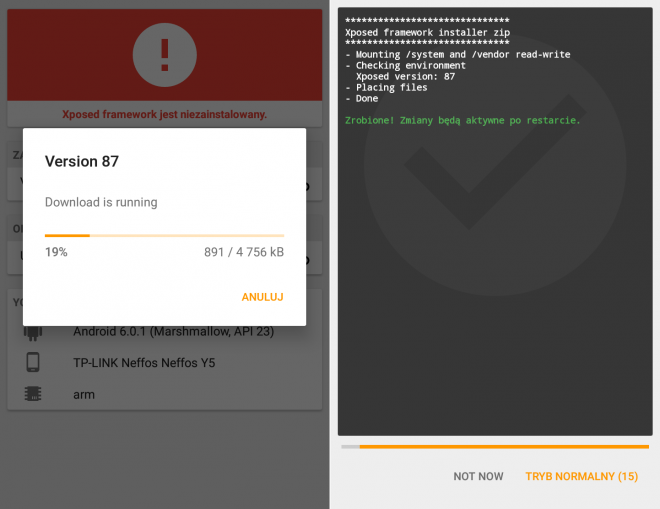 Xposed framework jest niezainstalowany.
Version 87
Download is running
19%
891 / 4 756 kB
ANULUJ
Android 6.0.1 (Marshmallow, API 23)
TP-LINK Neffos Neffos Y5
arm
******************************
Xposed framework installer zip
******************************
- Mounting /system and /vendor read-write
- Checking environment
Xposed version: 87
- Placing files
- Done
Zrobione! Zmiany będą aktywne po restarcie.
NOT NOW
TRYB NORMALNY (15)